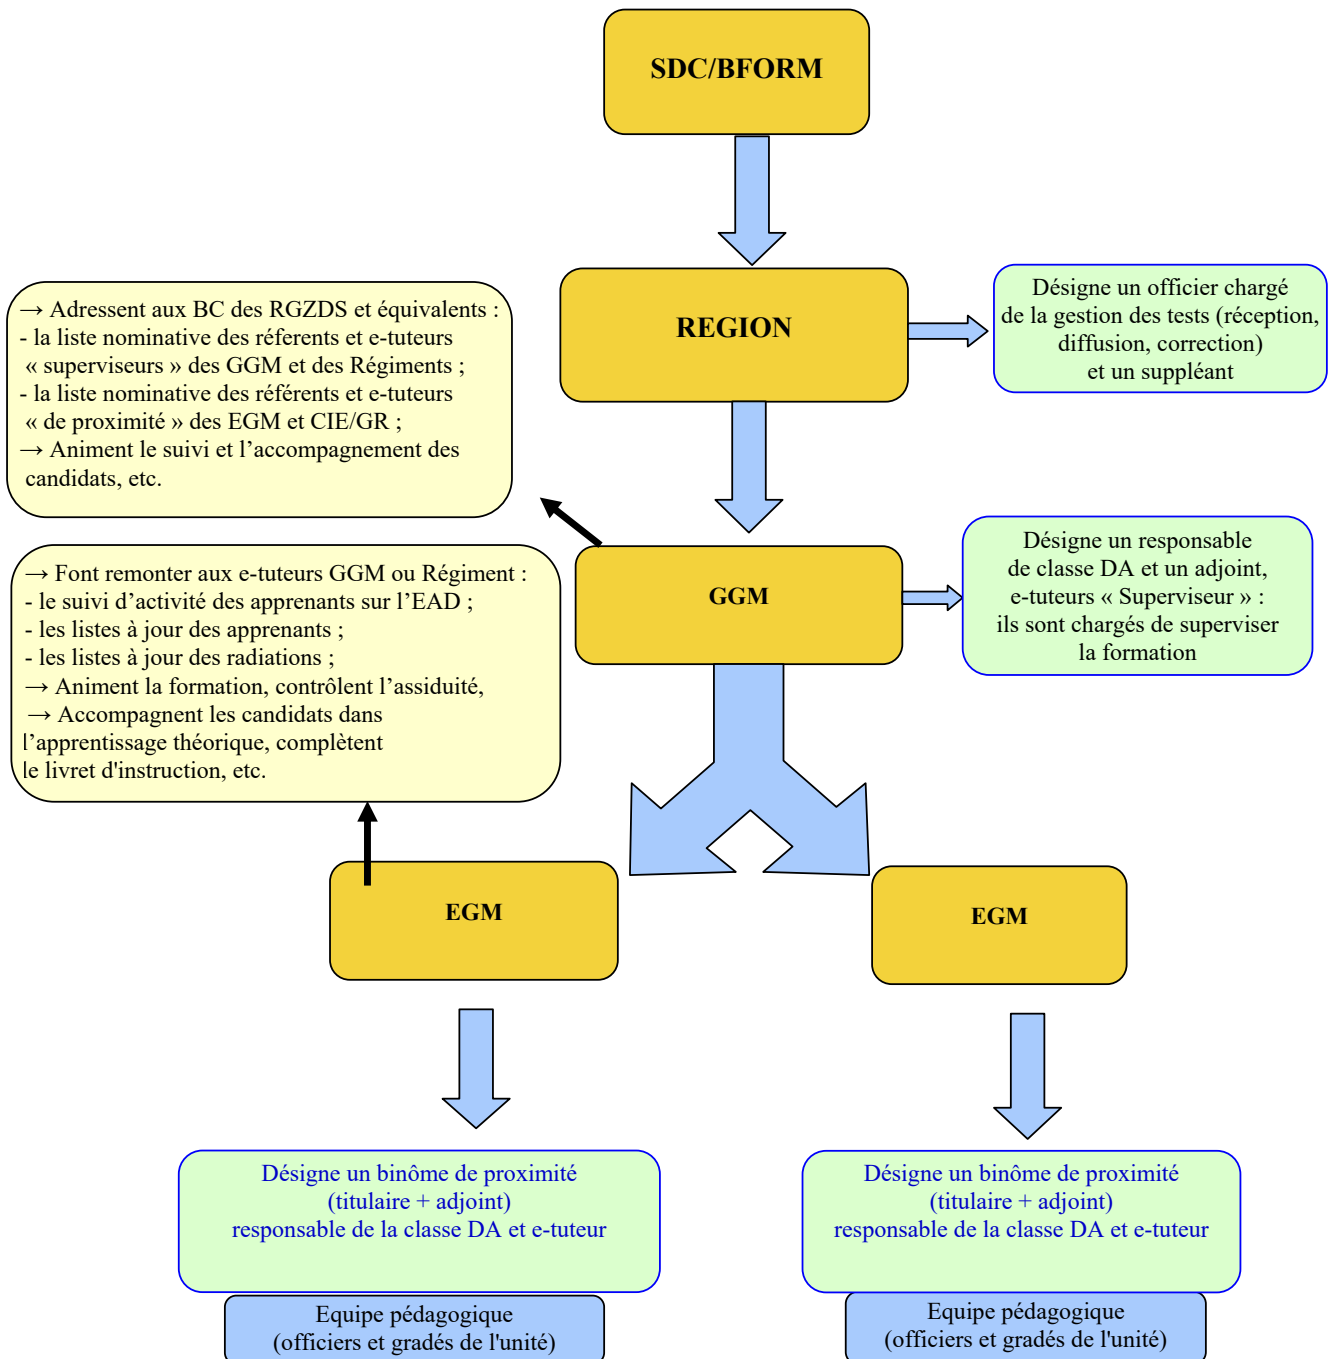 SDC/BFORM
REGION
Désigne un officier chargé
de la gestion des tests (réception,
diffusion, correction)
et un suppléant
→ Adressent aux BC des RGZDS et équivalents :
- la liste nominative des réferents et e-tuteurs
« superviseurs » des GGM et des Régiments ;
- la liste nominative des référents et e-tuteurs
« de proximité » des EGM et CIE/GR ;
→ Animent le suivi et l’accompagnement des
candidats, etc.
GGM
Désigne un responsable
de classe DA et un adjoint,
e-tuteurs « Superviseur » :
ils sont chargés de superviser
la formation
→ Font remonter aux e-tuteurs GGM ou Régiment :
- le suivi d’activité des apprenants sur l’EAD ;
- les listes à jour des apprenants ;
- les listes à jour des radiations ;
→ Animent la formation, contrôlent l’assiduité,
→ Accompagnent les candidats dans
l’apprentissage théorique, complètent
le livret d'instruction, etc.
EGM
EGM
Désigne un binôme de proximité
(titulaire + adjoint)
responsable de la classe DA et e-tuteur
Equipe pédagogique
(officiers et gradés de l'unité)
Désigne un binôme de proximité
(titulaire + adjoint)
responsable de la classe DA et e-tuteur
Equipe pédagogique
(officiers et gradés de l'unité)